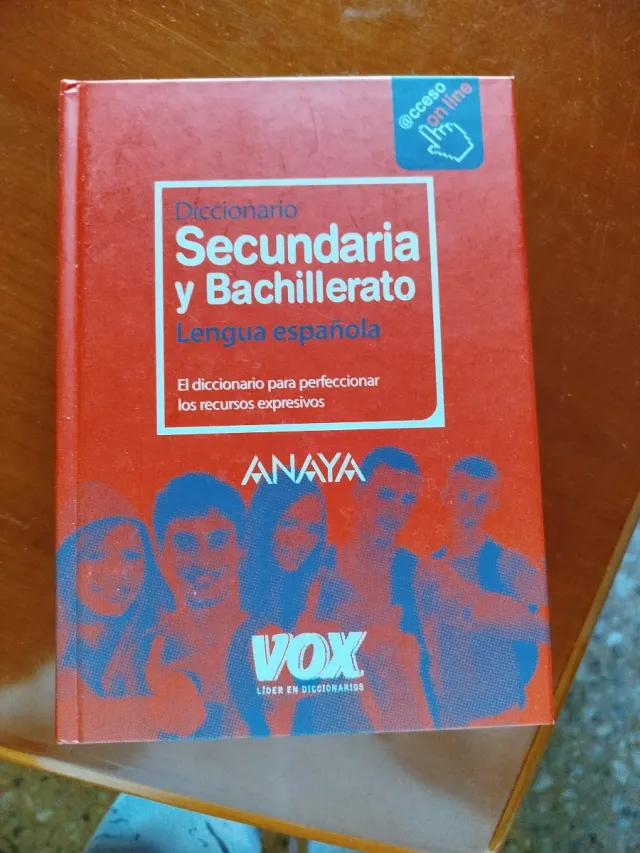 @cceso
on line
Diccionario
Secundaria
y Bachillerato
Lengua española
El diccionario para perfeccionar
los recursos expresivos
ANAYA
VOX
LÍDER EN DICCIONARIOS